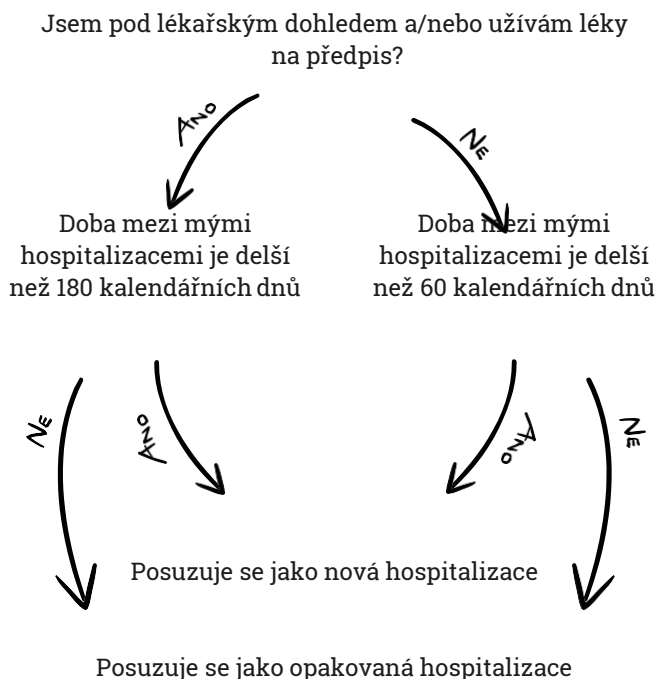 Jsem pod lékařským dohledem a/nebo užívám léky
na předpis?
ANO
NE
Doba mezi mými
hospitalizacemi je delší
než 180 kalendářních dnů
Doba mezi mými
hospitalizacemi je delší
než 60 kalendářních dnů
NE
ANO
ANO
NE
Posuzuje se jako nová hospitalizace
Posuzuje se jako opakovaná hospitalizace